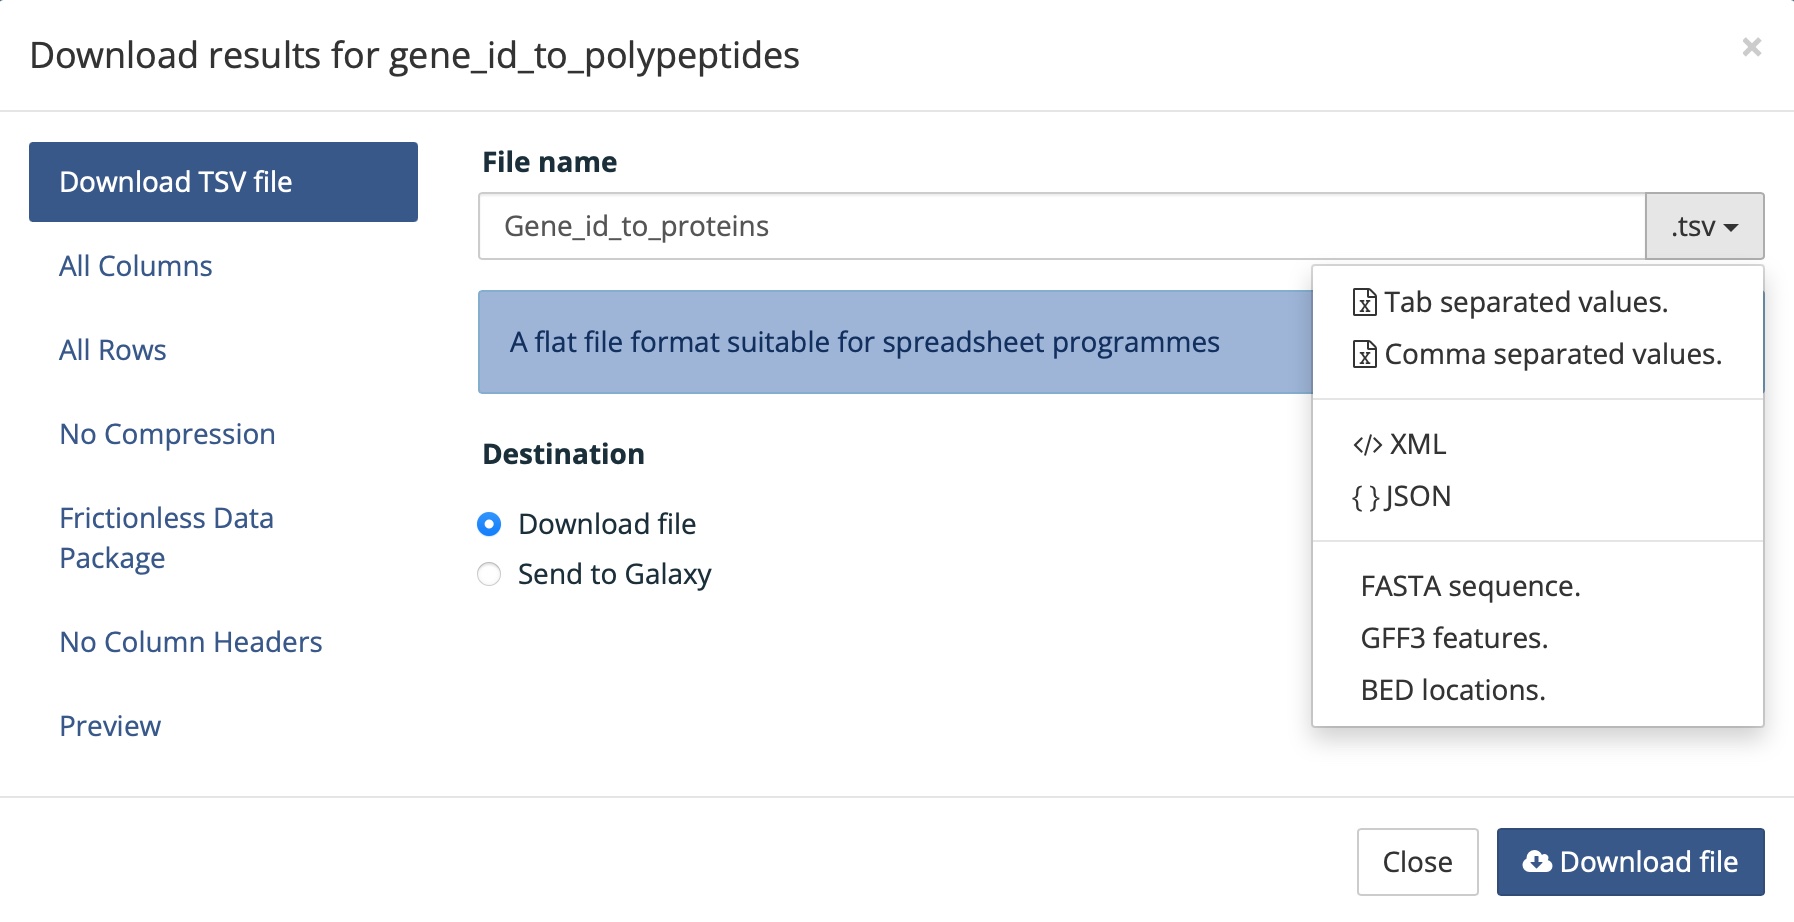 Download results for gene_id_to_polypeptides
×
Download TSV file
All Columns
All Rows
No Compression
Frictionless Data
Package
No Column Headers
Preview
File name
Gene_id_to_proteins
.tsv
A flat file format suitable for spreadsheet programmes
Destination
Download file
Send to Galaxy
Tab separated values.
Comma separated values.
</> XML
{ } JSON
FASTA sequence.
GFF3 features.
BED locations.
Close
Download file